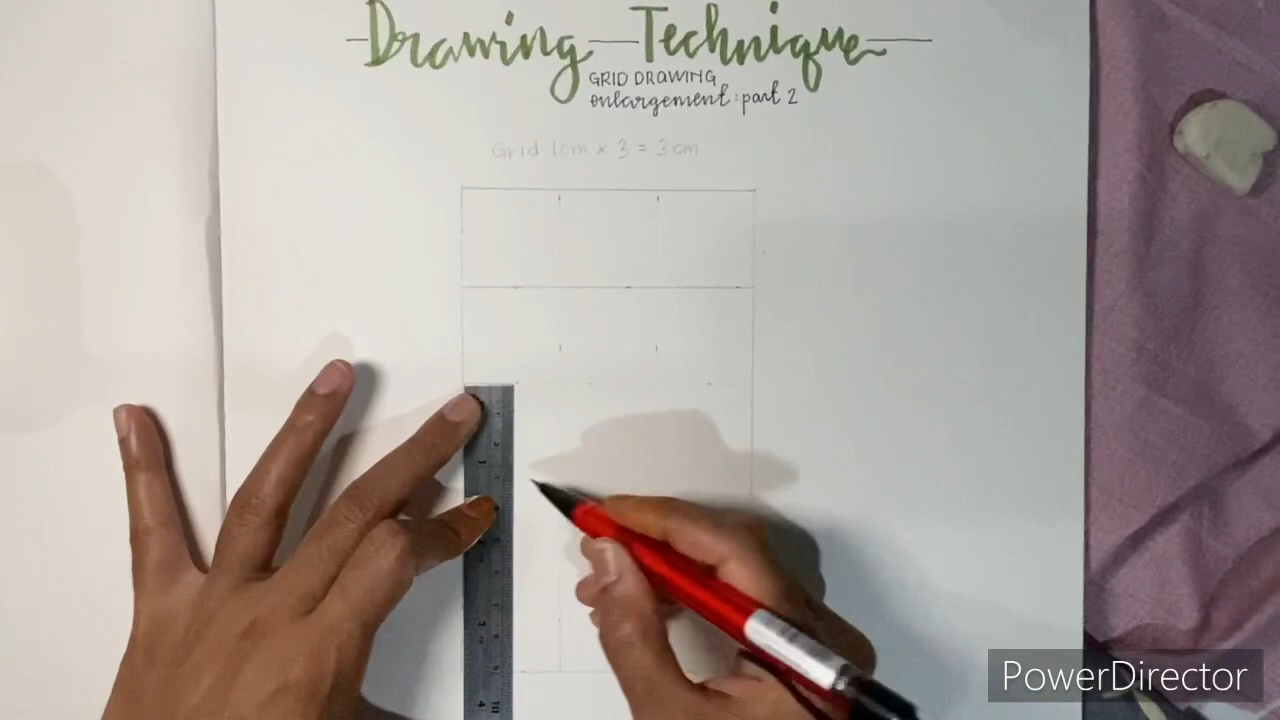 Drawing Technique
GRID DRAWING
enlargement: part 2
Grid 1cm x 3 = 3cm
PowerDirector